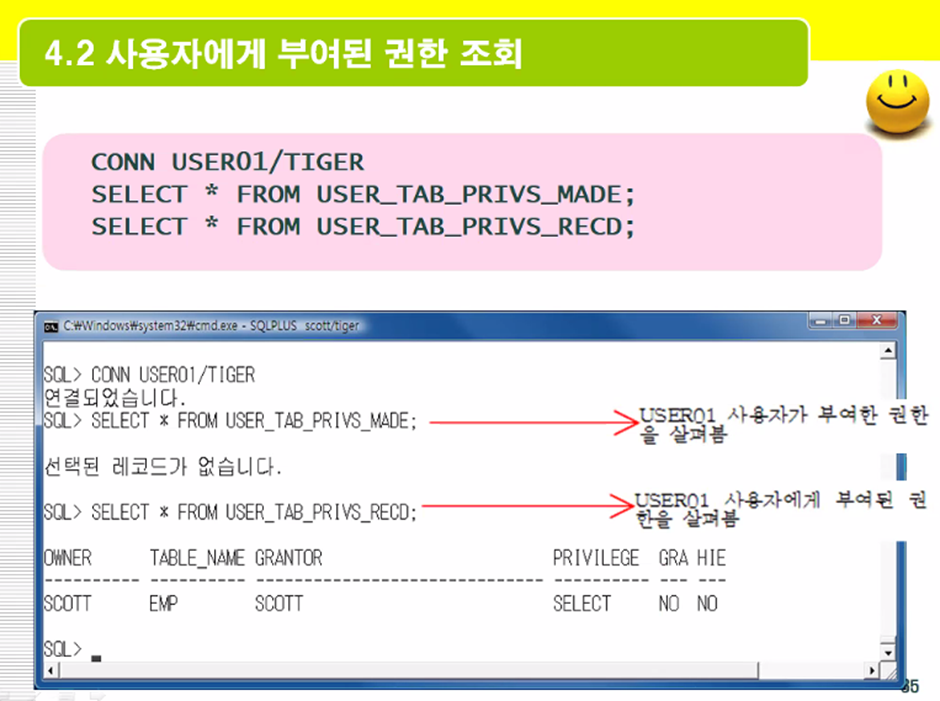 4.2 사용자에게 부여된 권한 조회
CONN USER01/TIGER
SELECT * FROM USER_TAB_PRIVS_MADE;
SELECT * FROM USER_TAB_PRIVS_RECD;
C:\Windows\system32\cmd.exe - SQLPLUS scott/tiger
SQL> CONN USER01/TIGER
연결되었습니다.
SQL> SELECT * FROM USER_TAB_PRIVS_MADE;
USER01 사용자가 부여한 권한
을 살펴봄
선택된 레코드가 없습니다.
SQL> SELECT * FROM USER_TAB_PRIVS_RECD;
USER01 사용자에게 부여된 권
한을 살펴봄
OWNER TABLE_NAME GRANTOR PRIVILEGE GRA HIE
---------- ---------- ------------------------------ ---------- --- ---
SCOTT EMP SCOTT SELECT NO NO
SQL>
35